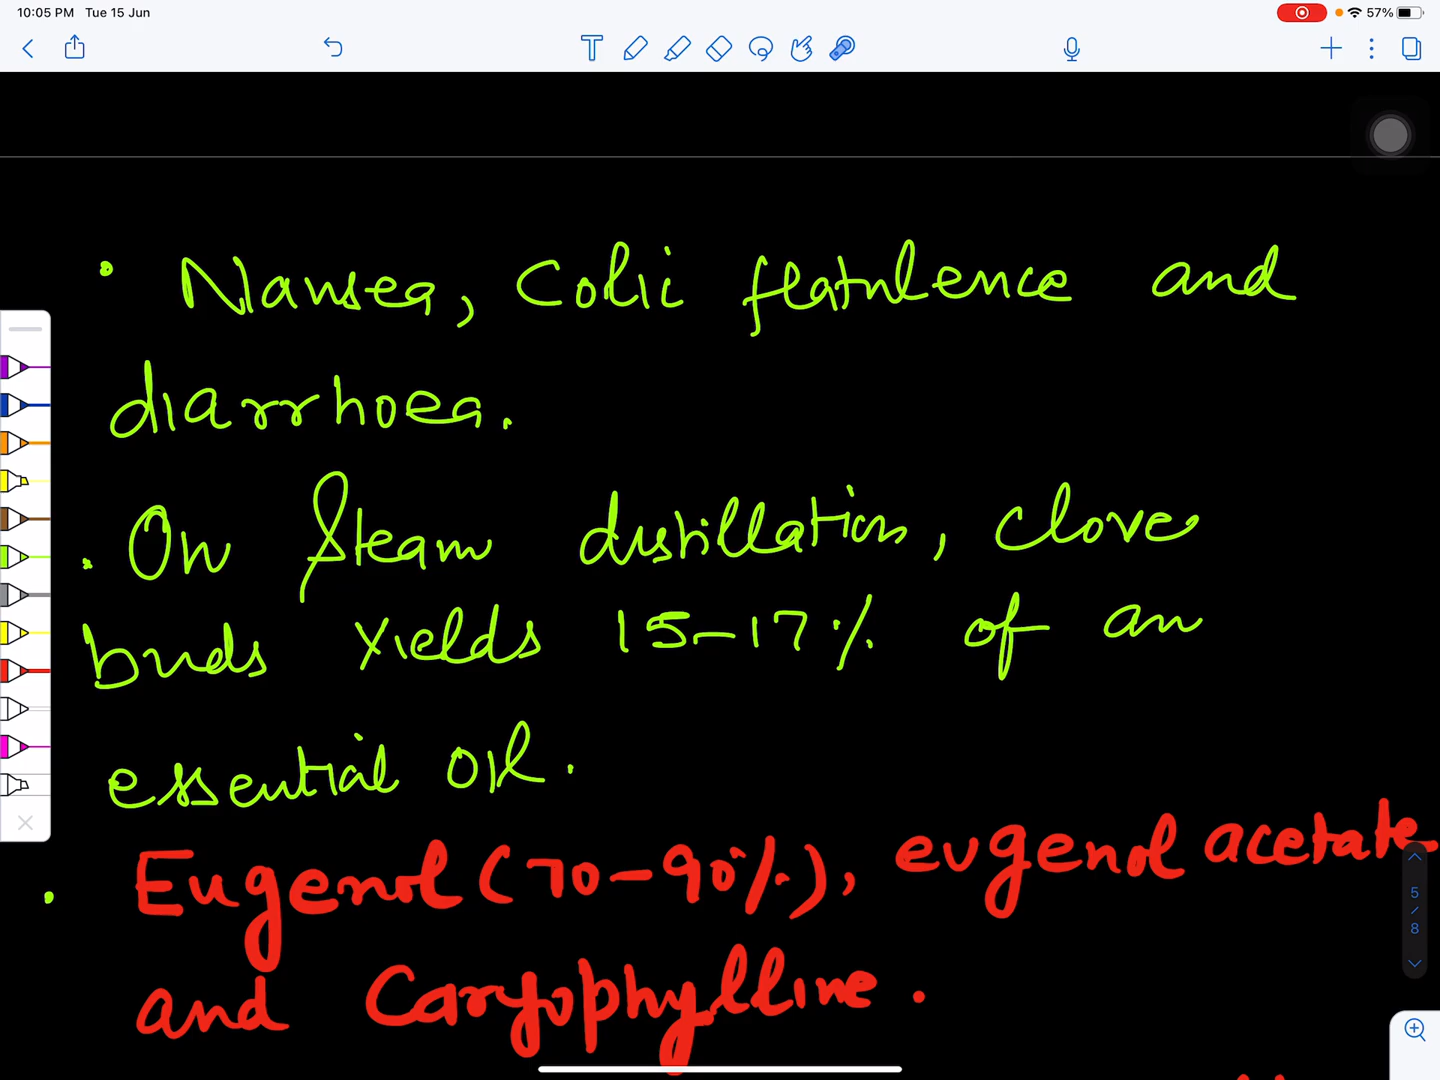 10:05 PM Tue 15 Jun
57%
• Nausea, Colic flatulence and
diarrhoea.
. On Steam distillation, clove
buds yields 15-17% of an
essential oil.
• Eugenol (70-90%), eugenol acetate
and Caryophylline.
5
/
8